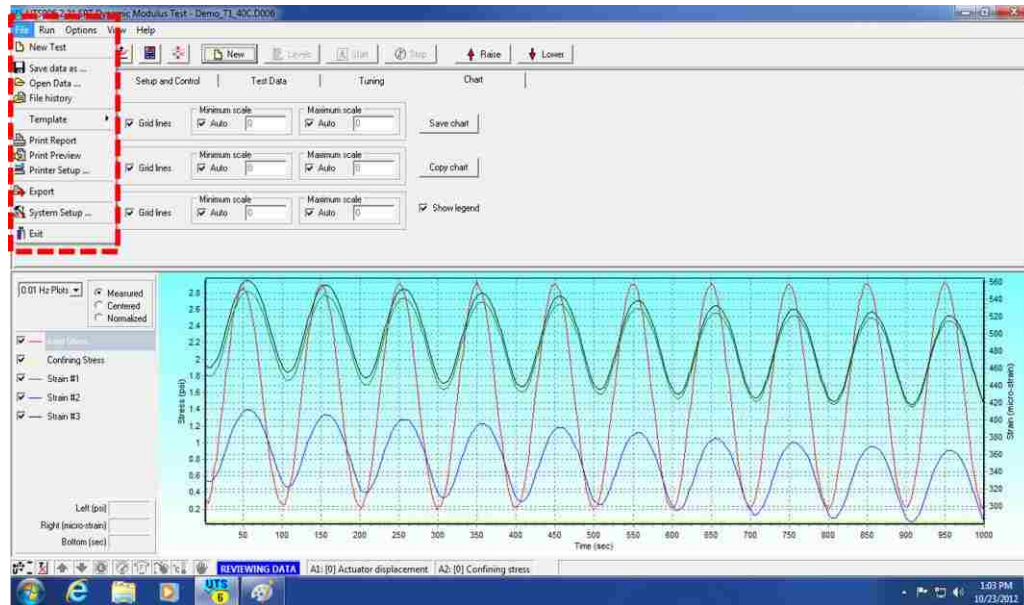 UTS006 2.31 SPT Dynamic Modulus Test - Demo_T1_40C.D006
File Run Options View Help
New Levels Start Stop Raise Lower
New Test
Save data as ...
Open Data ...
File history
Template
Print Report
Print Preview
Printer Setup ...
Export
System Setup ...
Exit
Setup and Control Test Data Tuning Chart
Grid lines Minimum scale Auto 0 Maximum scale Auto 0 Save chart
Grid lines Minimum scale Auto 0 Maximum scale Auto 0 Copy chart
Grid lines Minimum scale Auto 0 Maximum scale Auto 0 Show legend
0.01 Hz Plots
Measured
Centered
Normalized
Axial Stress
Confining Stress
Strain #1
Strain #2
Strain #3
Left (psi)
Right (micro-strain)
Bottom (sec)
Stress (psi)
2.8
2.6
2.4
2.2
2
1.8
1.6
1.4
1.2
1
0.8
0.6
0.4
0.2
50 100 150 200 250 300 350 400 450 500 550 600 650 700 750 800 850 900 950 1000
Time (sec)
560
540
520
500
480
460
440
420
400
380
360
340
320
300
Strain (micro-strain)
REVIEWING DATA A1: [0] Actuator displacement A2: [0] Confining stress
UTS
6
1:03 PM
10/23/2012